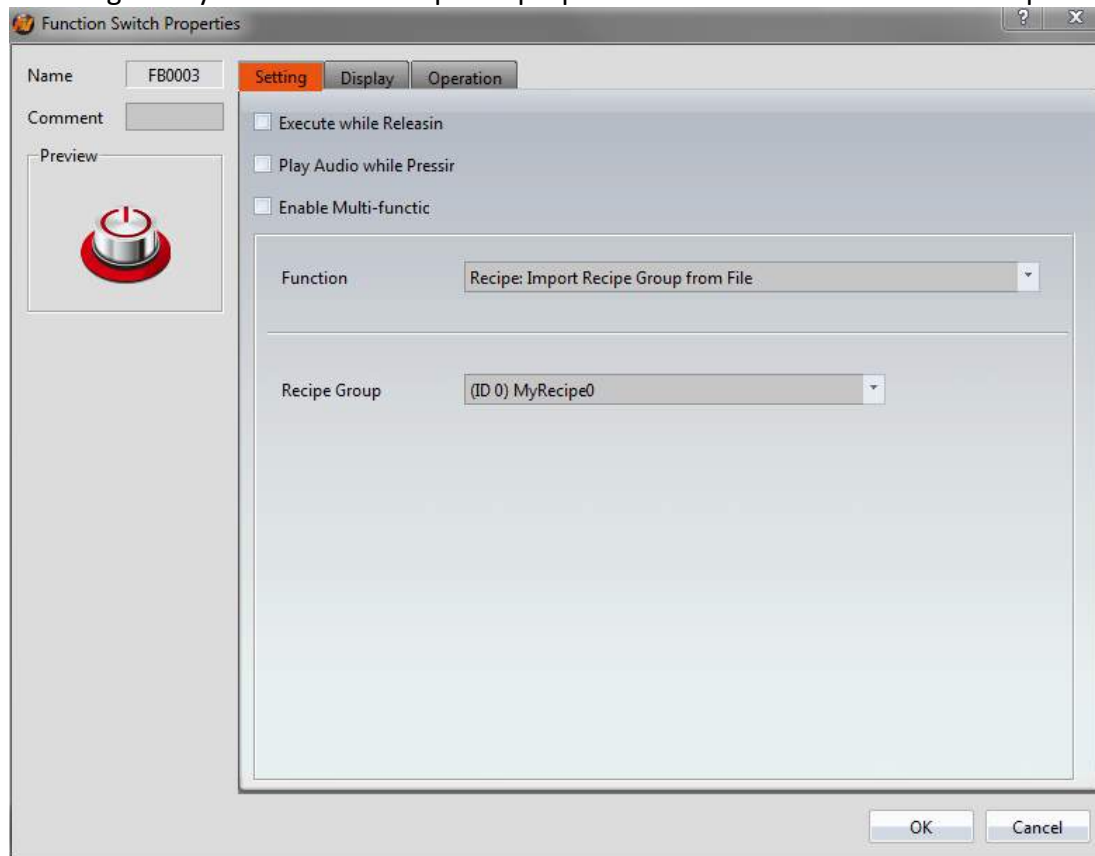 Function Switch Properties
Name FB0003 Setting Display Operation
Comment
Execute while Releasin
Preview
Play Audio while Pressir
Enable Multi-functic
Function Recipe: Import Recipe Group from File
Recipe Group (ID 0) MyRecipe0
OK Cancel